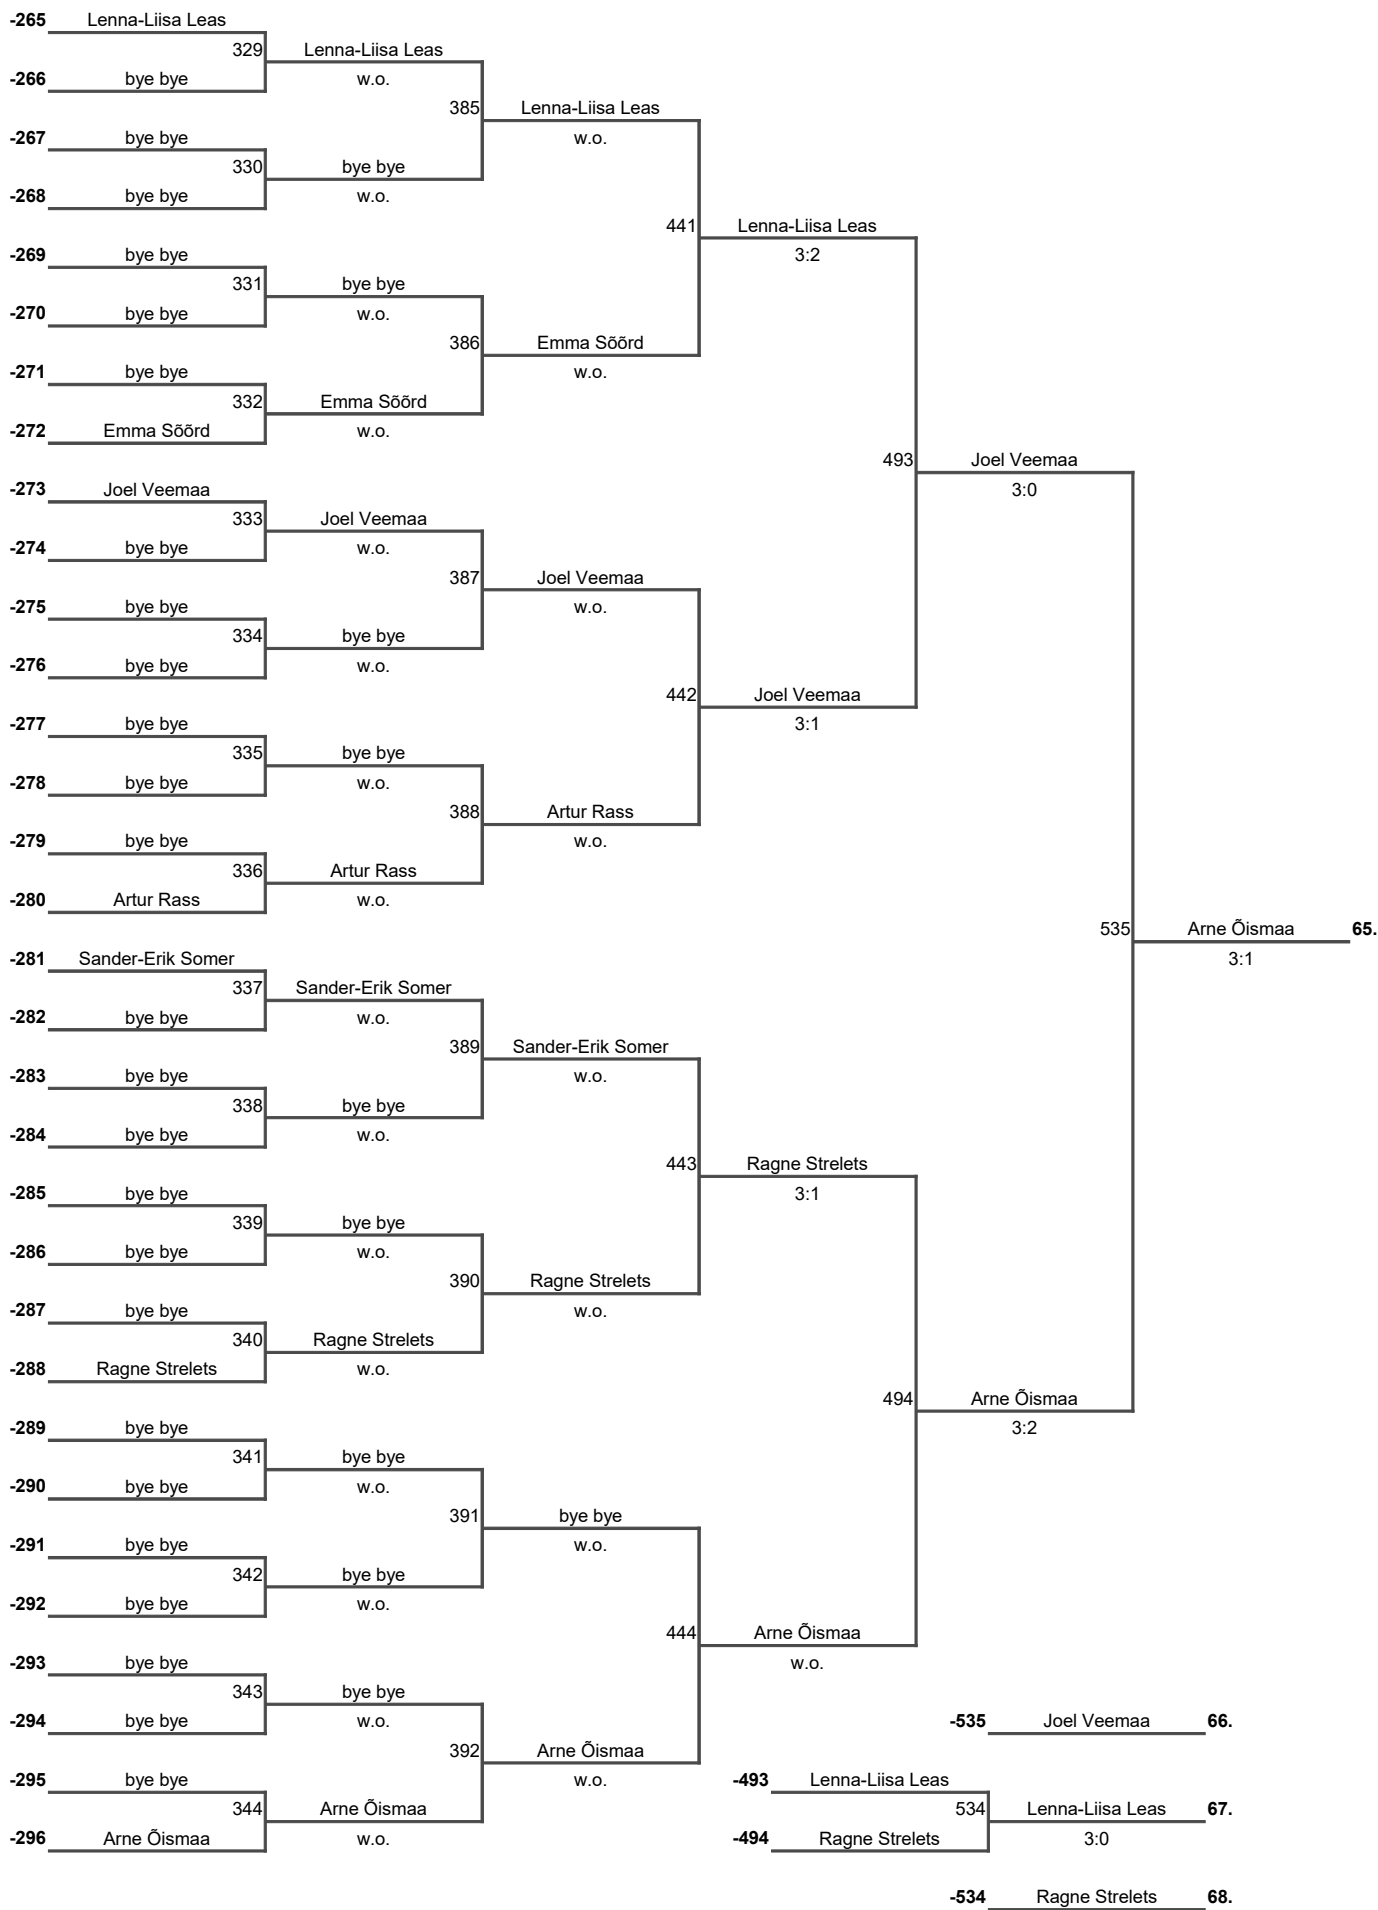 -265 Lenna-Liisa Leas
329 Lenna-Liisa Leas
-266 bye bye w.o.
385 Lenna-Liisa Leas
-267 bye bye w.o.
330 bye bye
-268 bye bye w.o.
441 Lenna-Liisa Leas
-269 bye bye 3:2
331 bye bye
-270 bye bye w.o.
386 Emma Sõõrd
-271 bye bye w.o.
332 Emma Sõõrd
-272 Emma Sõõrd w.o.
493 Joel Veemaa
-273 Joel Veemaa 3:0
333 Joel Veemaa
-274 bye bye w.o.
387 Joel Veemaa
-275 bye bye w.o.
334 bye bye
-276 bye bye w.o.
442 Joel Veemaa
-277 bye bye 3:1
335 bye bye
-278 bye bye w.o.
388 Artur Rass
-279 bye bye w.o.
336 Artur Rass
-280 Artur Rass w.o.
535 Arne Õismaa 65.
-281 Sander-Erik Somer 3:1
337 Sander-Erik Somer
-282 bye bye w.o.
389 Sander-Erik Somer
-283 bye bye w.o.
338 bye bye
-284 bye bye w.o.
443 Ragne Strelets
-285 bye bye 3:1
339 bye bye
-286 bye bye w.o.
390 Ragne Strelets
-287 bye bye w.o.
340 Ragne Strelets
-288 Ragne Strelets w.o.
494 Arne Õismaa
-289 bye bye 3:2
341 bye bye
-290 bye bye w.o.
391 bye bye
-291 bye bye w.o.
342 bye bye
-292 bye bye w.o.
444 Arne Õismaa
-293 bye bye w.o.
343 bye bye
-294 bye bye w.o. -535 Joel Veemaa 66.
392 Arne Õismaa
-295 bye bye w.o. -493 Lenna-Liisa Leas
344 Arne Õismaa 534 Lenna-Liisa Leas 67.
-296 Arne Õismaa w.o. -494 Ragne Strelets 3:0
-534 Ragne Strelets 68.